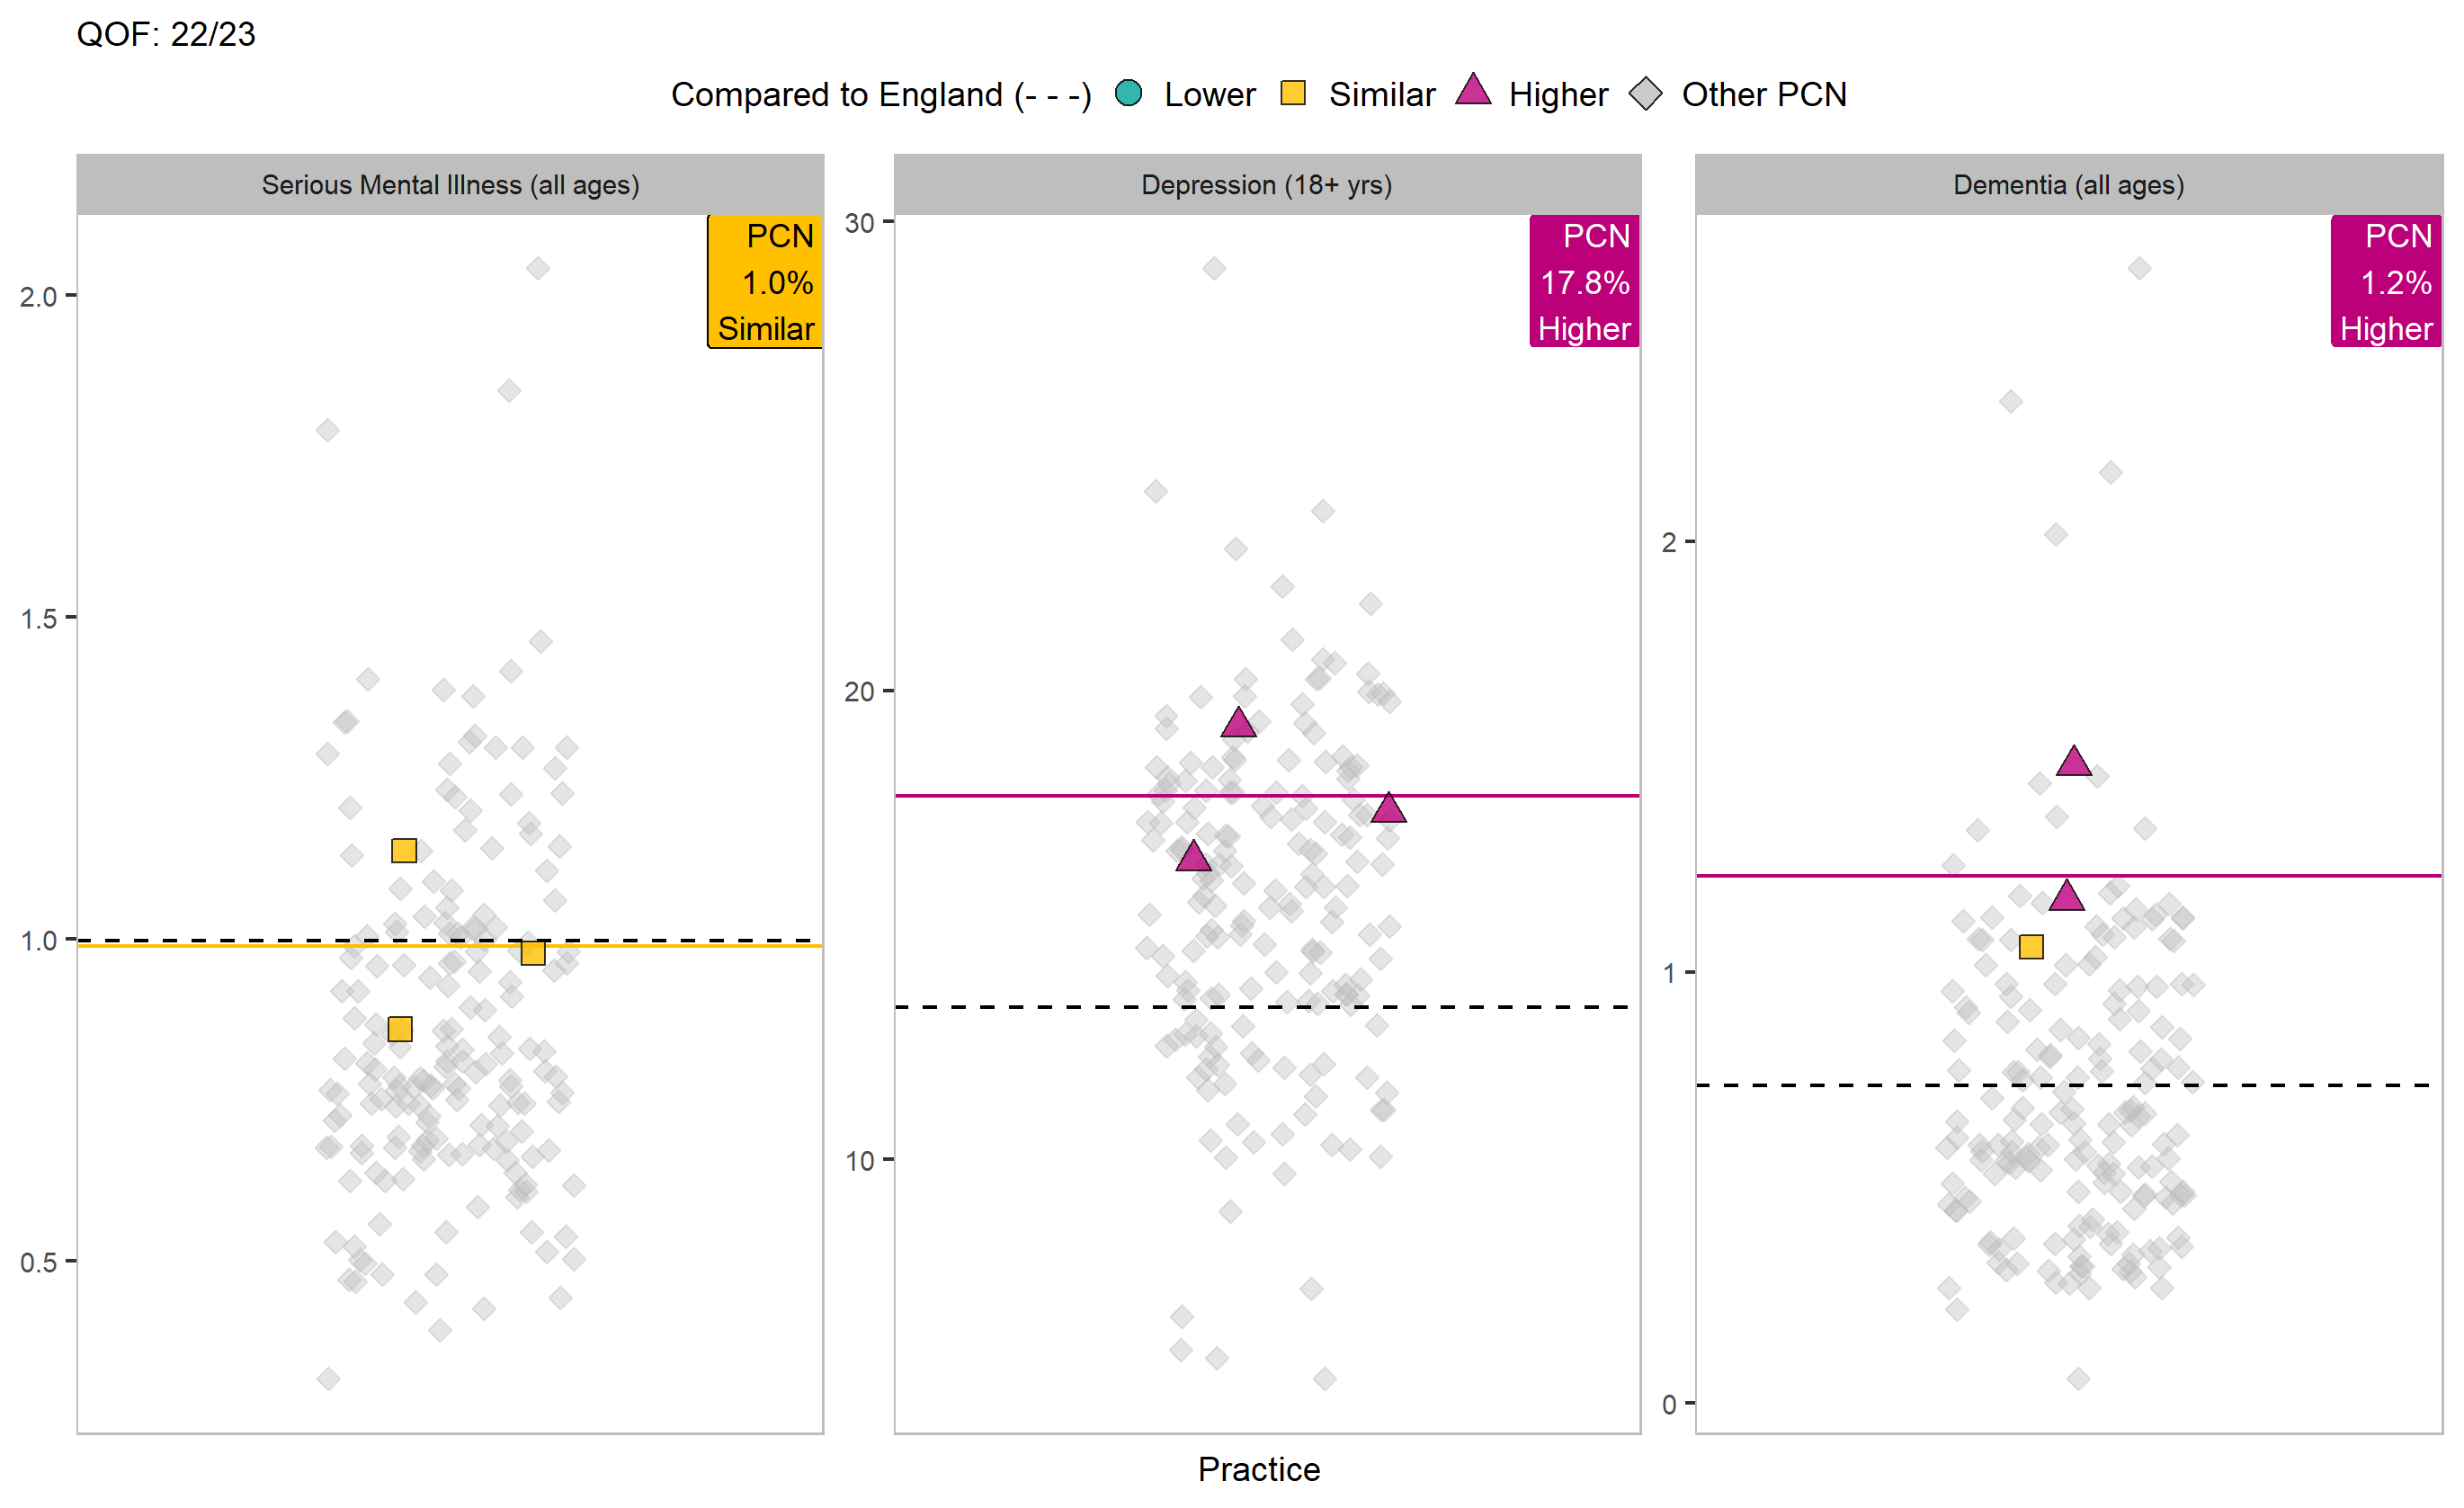 QOF: 22/23
Compared to England (- - -) Lower Similar Higher Other PCN
Serious Mental Illness (all ages)
PCN
1.0%
Similar
2.0
1.5
1.0
0.5
Depression (18+ yrs)
PCN
17.8%
Higher
30
20
10
Dementia (all ages)
PCN
1.2%
Higher
2
1
0
Practice